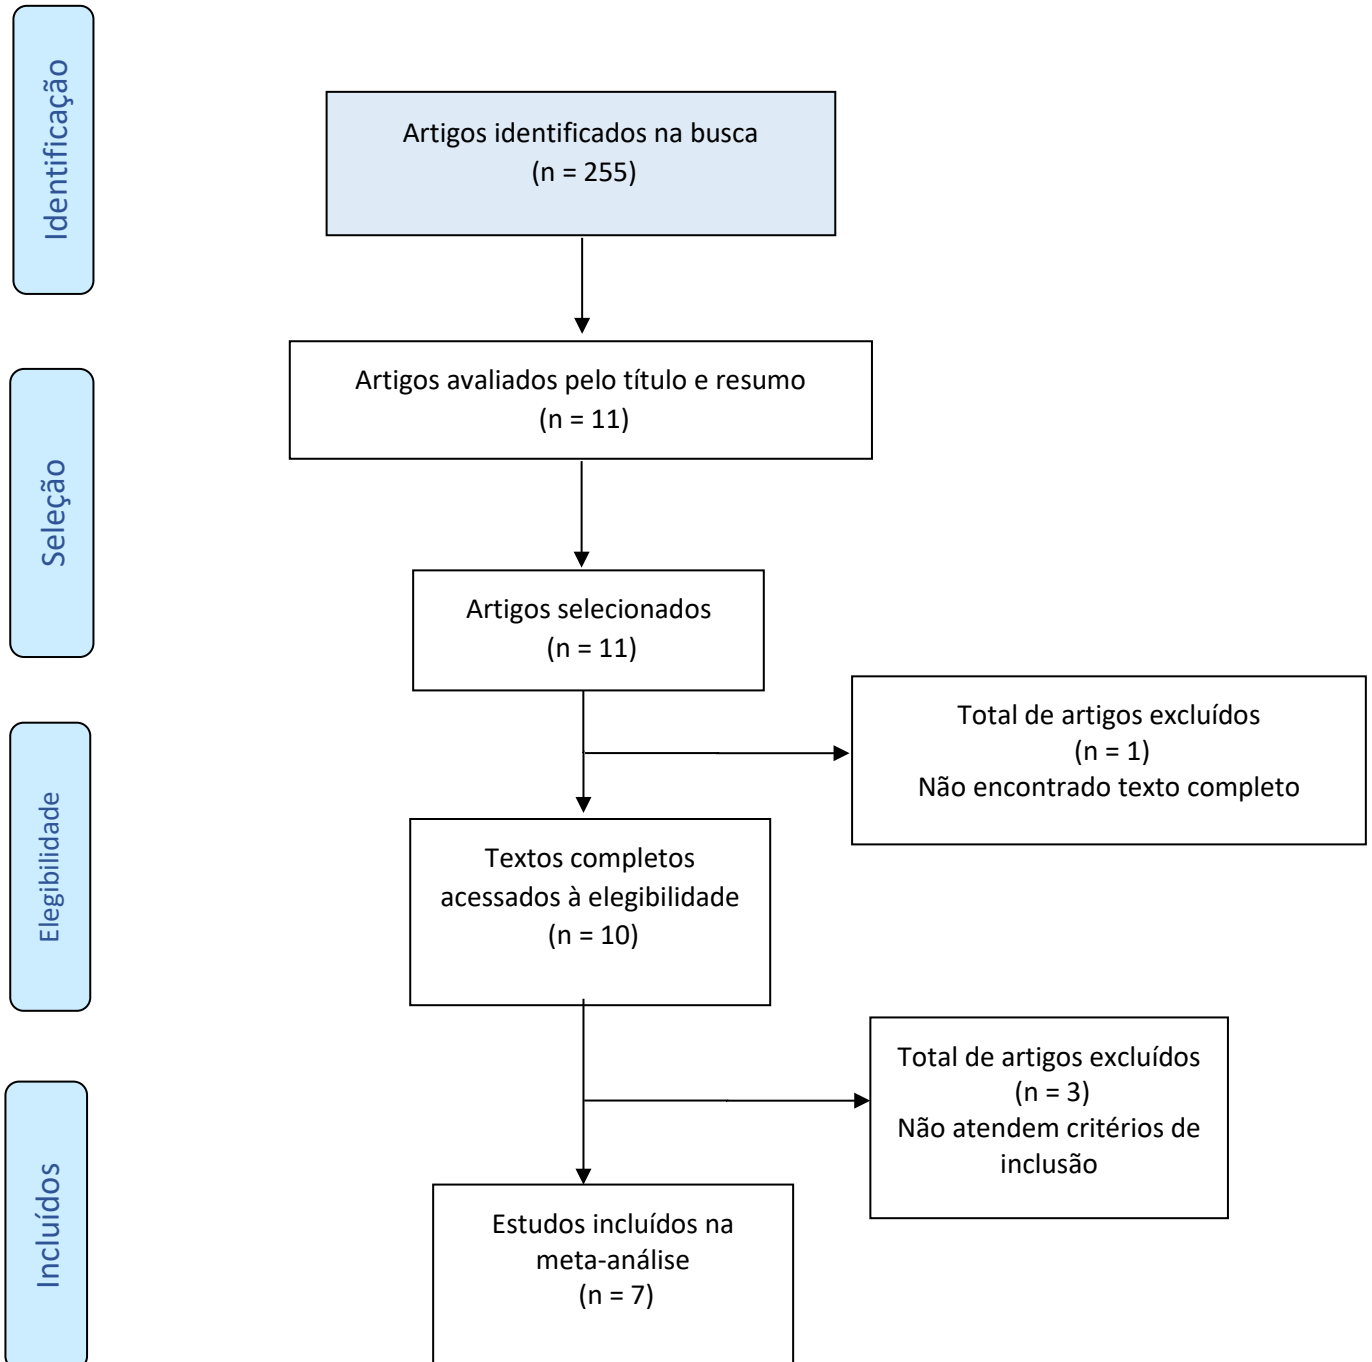 Identificação
Artigos identificados na busca
(n = 255)
Seleção
Artigos avaliados pelo título e resumo
(n = 11)
Artigos selecionados
(n = 11)
Total de artigos excluídos
(n = 1)
Não encontrado texto completo
Elegibilidade
Textos completos
acessados à elegibilidade
(n = 10)
Total de artigos excluídos
(n = 3)
Não atendem critérios de
inclusão
Incluídos
Estudos incluídos na
meta-análise
(n = 7)